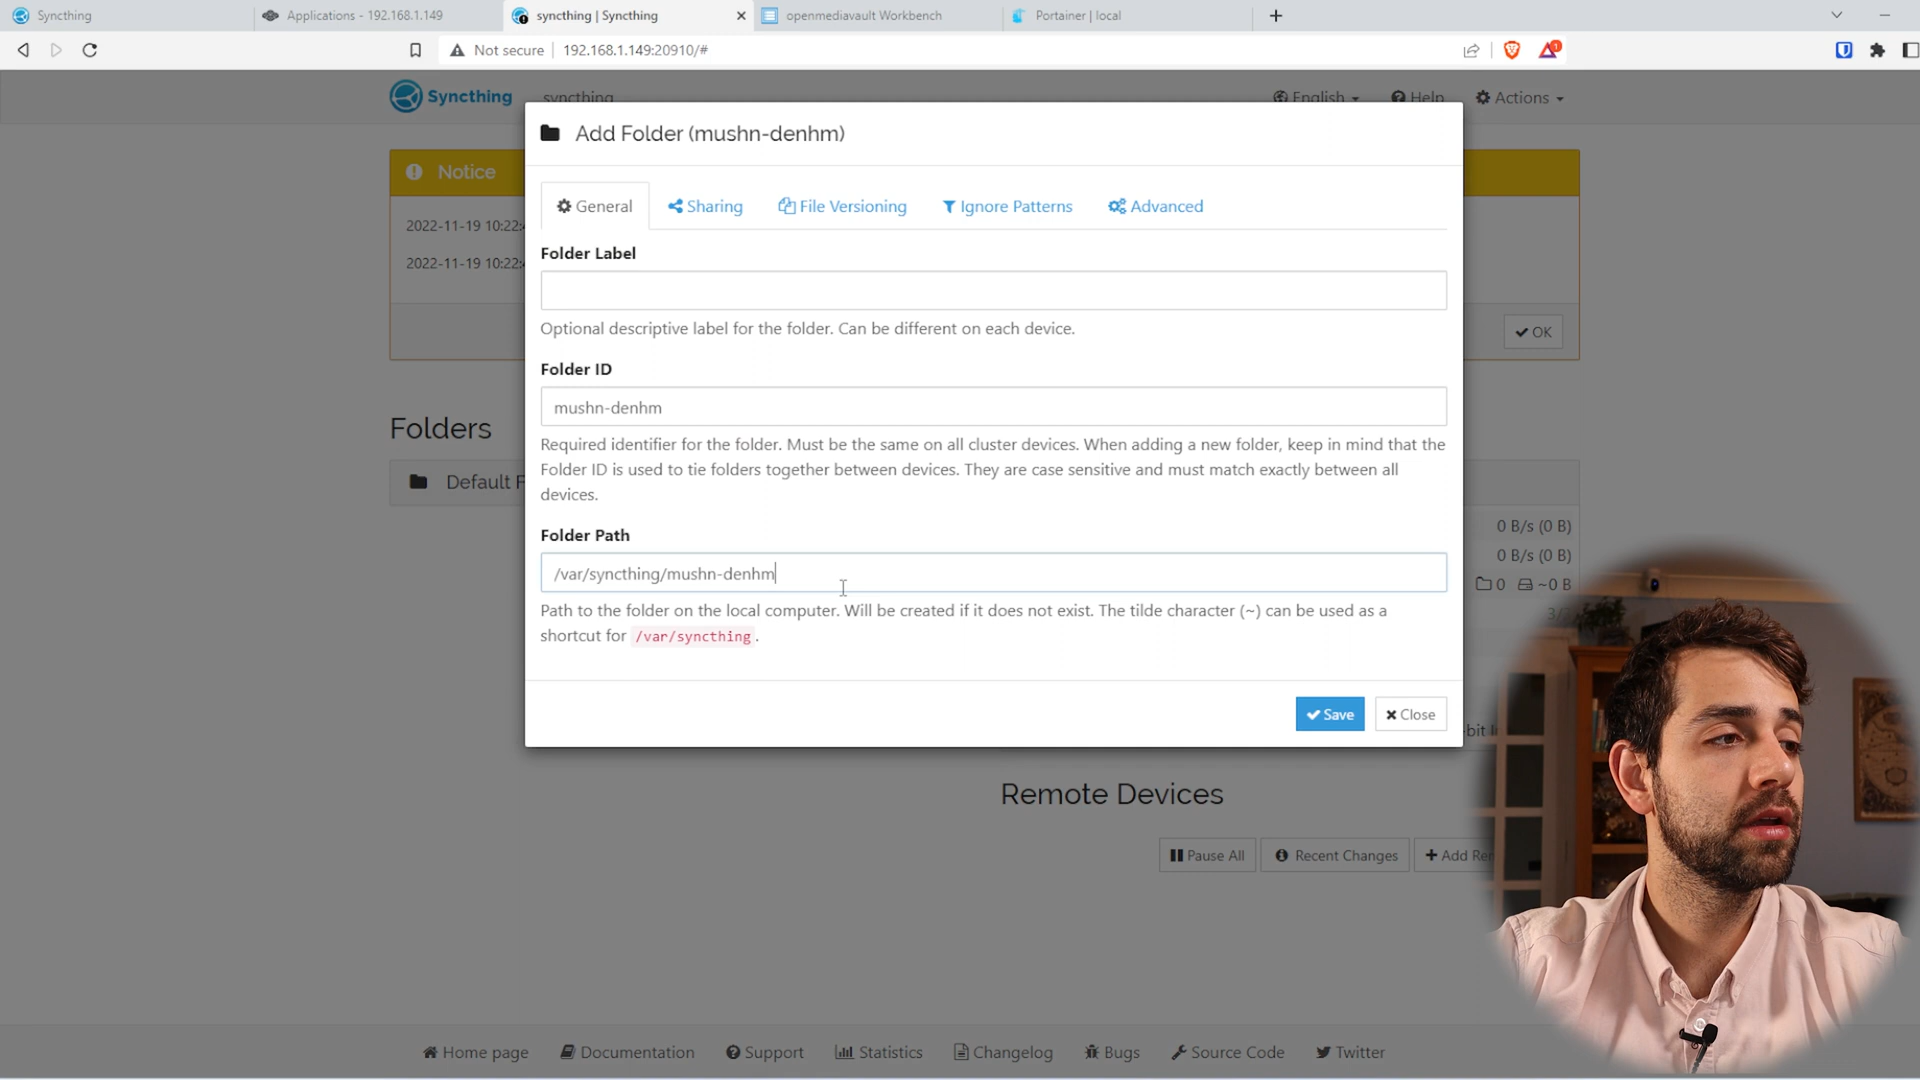 Syncthing
Applications - 192.168.1.149
syncthing | Syncthing
openmediavault Workbench
Portainer | local
Not secure
192.168.1.149:20910/#
1
Syncthing
syncthing
English
Help
Actions
Add Folder (mushn-denhm)
Notice
General
Sharing
File Versioning
Ignore Patterns
Advanced
2022-11-19 10:22:
2022-11-19 10:22:
Folder Label
Optional descriptive label for the folder. Can be different on each device.
OK
Folder ID
mushn-denhm
Required identifier for the folder. Must be the same on all cluster devices. When adding a new folder, keep in mind that the
Folder ID is used to tie folders together between devices. They are case sensitive and must match exactly between all
devices.
Folders
Default F
Folder Path
/var/syncthing/mushn-denhm
Path to the folder on the local computer. Will be created if it does not exist. The tilde character (~) can be used as a
shortcut for /var/syncthing.
0 B/s (0 B)
0 B/s (0 B)
0 ~0 B
Save
Close
Remote Devices
Pause All
Recent Changes
Add Re
Home page
Documentation
Support
Statistics
Changelog
Bugs
Source Code
Twitter